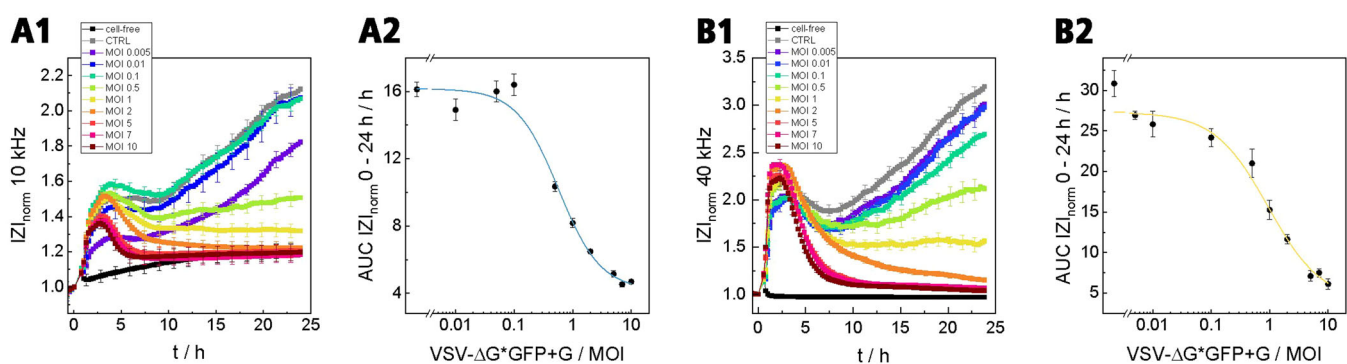 A1
cell-free
CTRL
MOI 0.005
MOI 0.01
MOI 0.1
MOI 0.5
MOI 1
MOI 2
MOI 5
MOI 7
MOI 10
IZI norm 10 kHz
2.2
2.0
1.8
1.6
1.4
1.2
1.0
0 5 10 15 20 25
t / h
A2
AUC IZI norm 0 - 24 h / h
16
12
8
4
0.01 0.1 1 10
VSV-ΔG*GFP+G / MOI
B1
cell-free
CTRL
MOI 0.005
MOI 0.01
MOI 0.1
MOI 0.5
MOI 1
MOI 2
MOI 5
MOI 7
MOI 10
IZI norm 40 kHz
3.5
3.0
2.5
2.0
1.5
1.0
0 5 10 15 20 25
t / h
B2
AUC IZI norm 0 - 24 h / h
30
25
20
15
10
5
0.01 0.1 1 10
VSV-ΔG*GFP+G / MOI